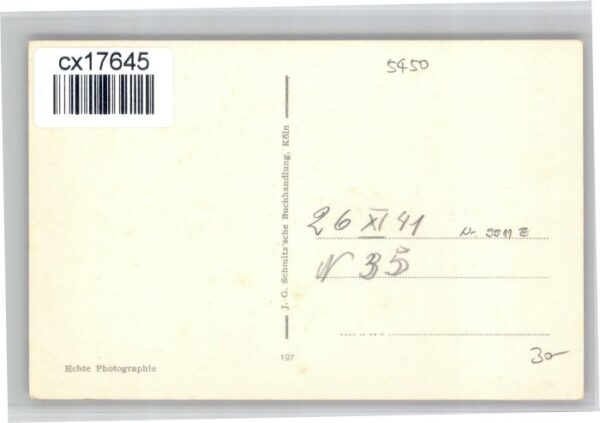 cx17645
5450
J. G. Schmitz'sche Buchhandlung, Köln
26 XI 41
N 35
197
Echte Photographie
30-